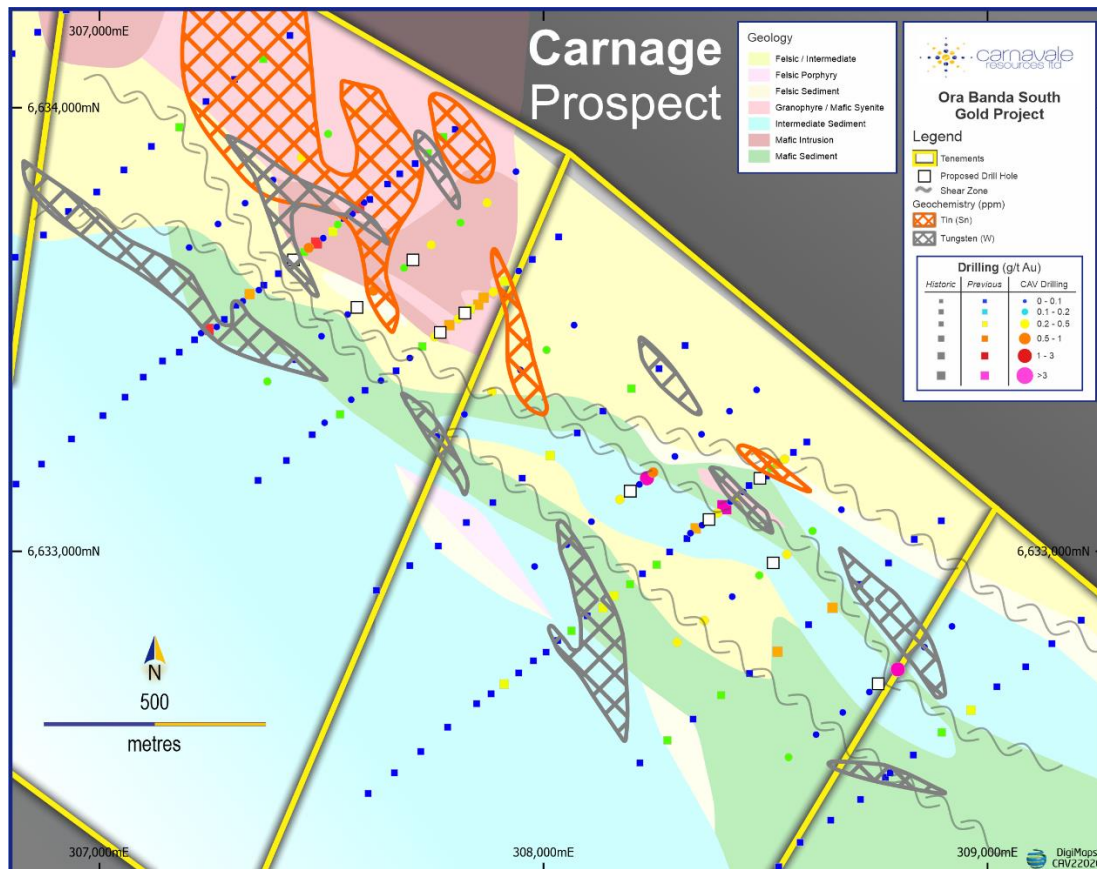 307,000mE
308,000mE
309,000mE
6,634,000mN
Carnage
Prospect
Geology
Felsic / Intermediate
Felsic Porphyry
Felsic Sediment
Granophyre / Mafic Syenite
Intermediate Sediment
Mafic Intrusion
Mafic Sediment
carnavale
resources ltd
Ora Banda South
Gold Project
Legend
Tenements
Proposed Drill Hole
Shear Zone
Geochemistry (ppm)
Tin (Sn)
Tungsten (W)
Drilling (g/t Au)
Historic Previous CAV Drilling
0 - 0.1
0.1 - 0.2
0.2 - 0.5
0.5 - 1
1 - 3
>3
6,633,000mN
6,633,000mN
N
500
metres
307,000mE
308,000mE
309,000mE
DigiMaps
CAV22020